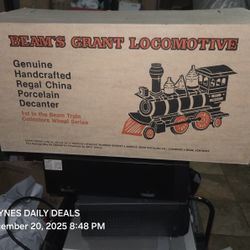 BEAM'S GRANT LOCOMOTIVE
Genuine
Handcrafted
Regal China
Porcelain
Decanter
1st in the Beam Train
Collectors Wheel Series
YNES DAILY DEALS
cember 20, 2025 8:48 PM